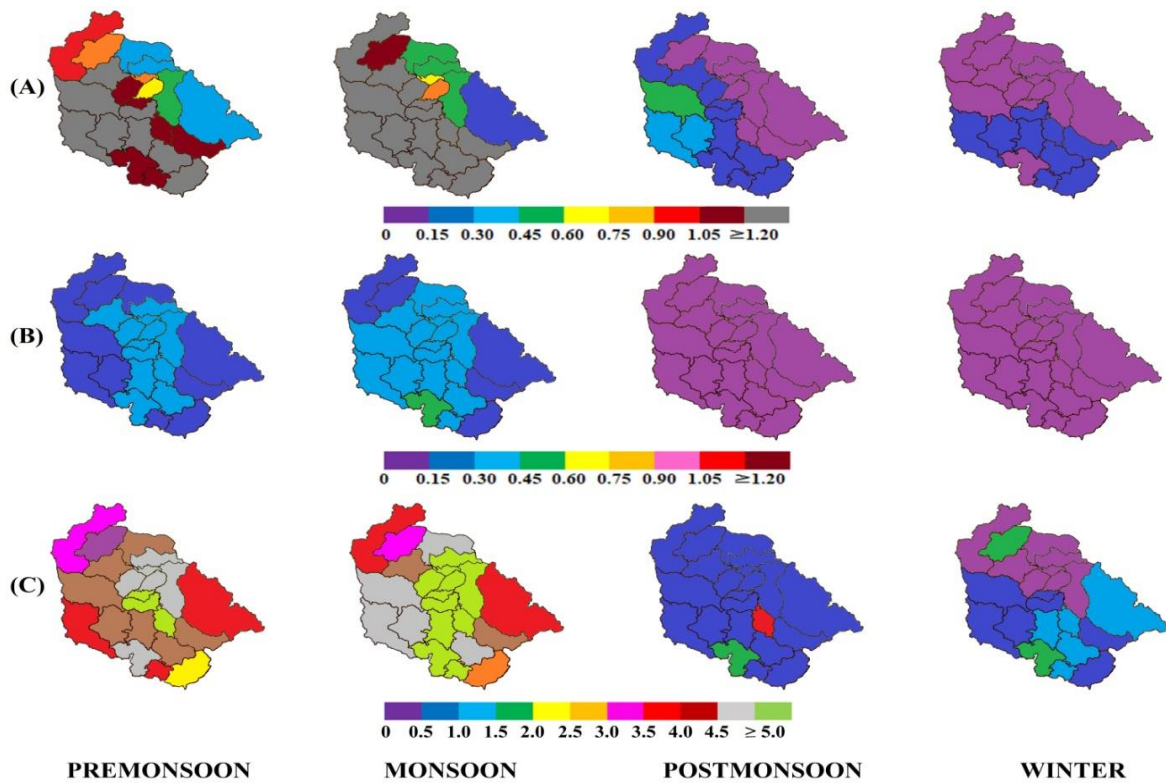 (A)
0 0.15 0.30 0.45 0.60 0.75 0.90 1.05 ≥1.20
(B)
0 0.15 0.30 0.45 0.60 0.75 0.90 1.05 ≥1.20
(C)
0 0.5 1.0 1.5 2.0 2.5 3.0 3.5 4.0 4.5 ≥ 5.0
PREMONSOON MONSOON POSTMONSOON WINTER